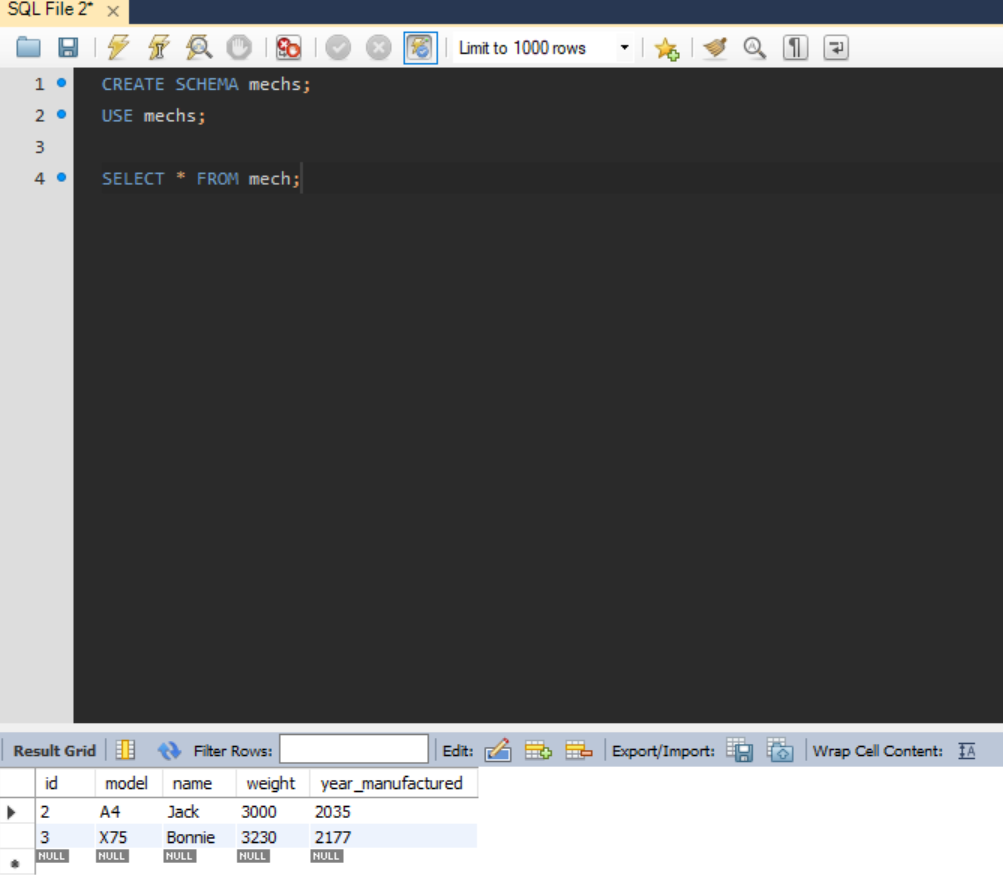 SQL File 2*
Limit to 1000 rows
1 CREATE SCHEMA mechs;
2 USE mechs;
3
4 SELECT * FROM mech;
Result Grid Filter Rows: Edit: Export/Import: Wrap Cell Content:
id model name weight year_manufactured
2 A4 Jack 3000 2035
3 X75 Bonnie 3230 2177
NULL NULL NULL NULL NULL